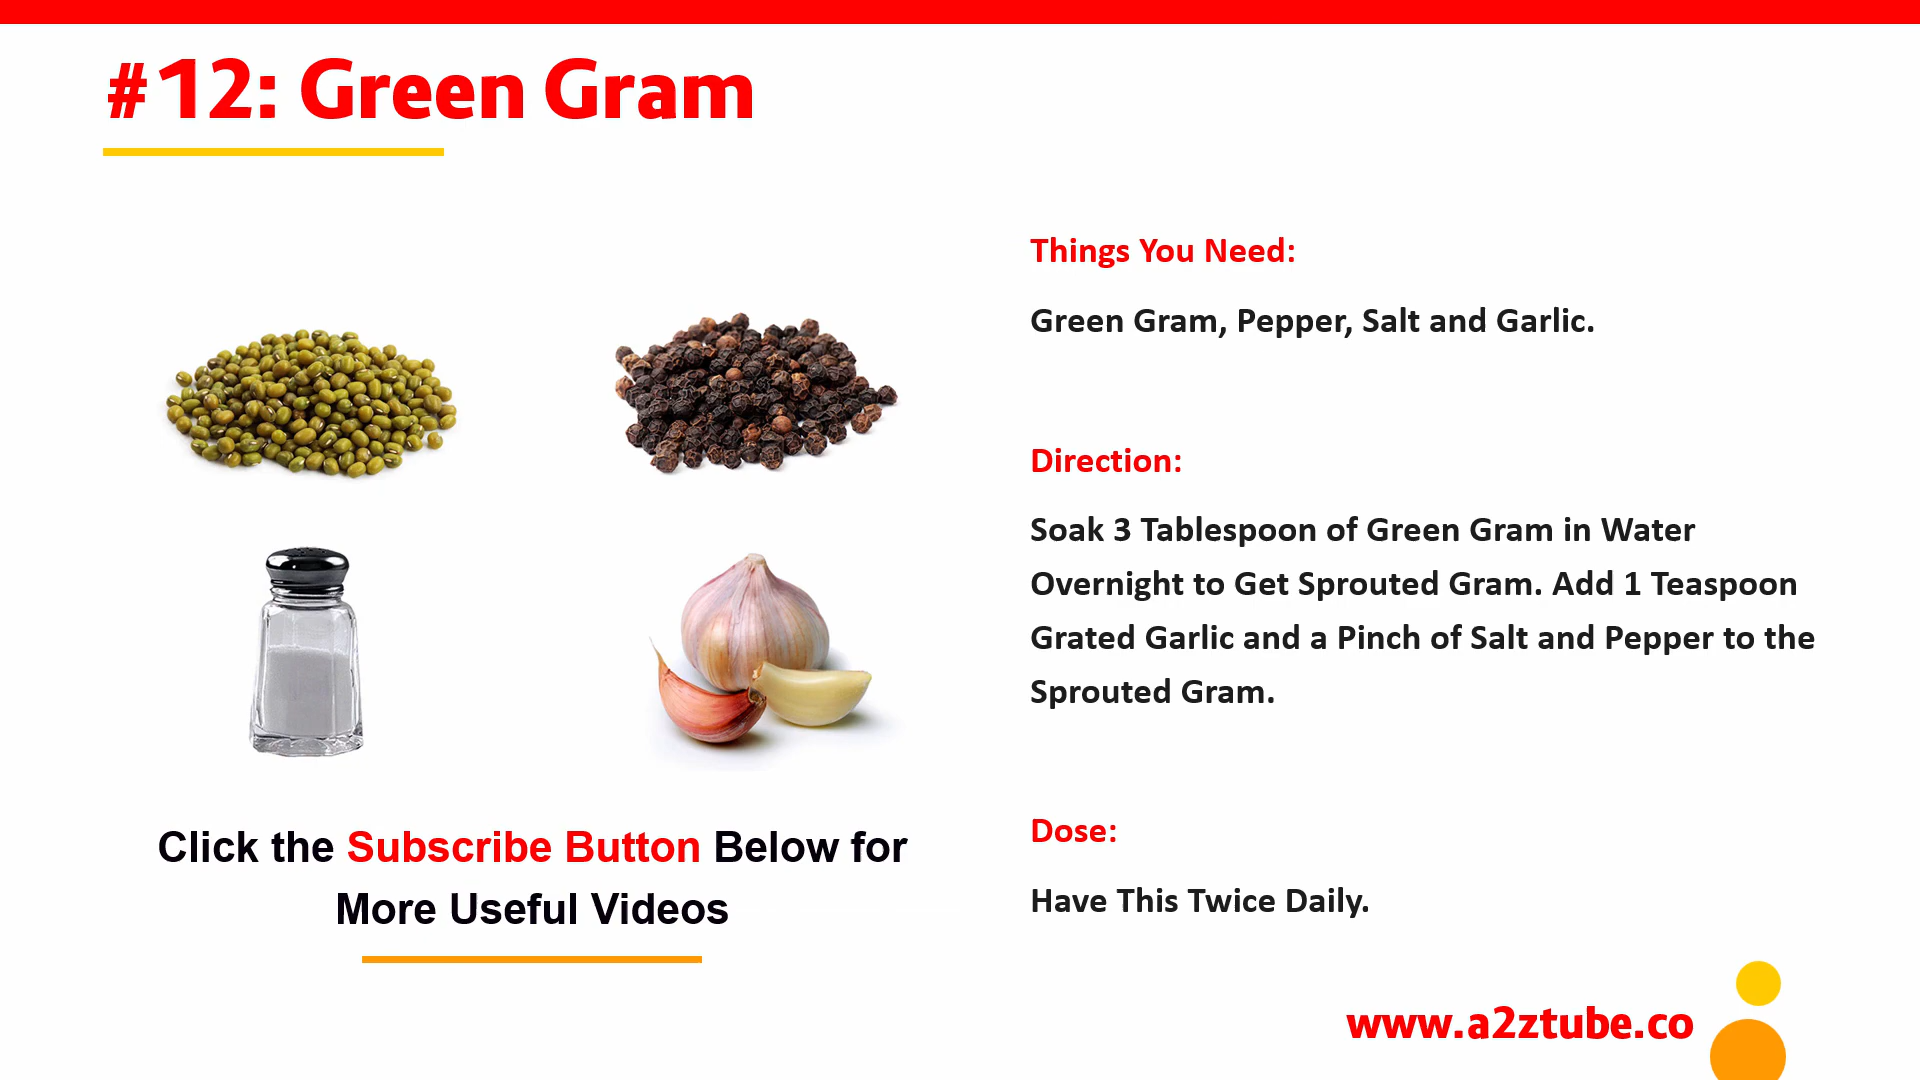 #12: Green Gram
Things You Need:
Green Gram, Pepper, Salt and Garlic.
Direction:
Soak 3 Tablespoon of Green Gram in Water
Overnight to Get Sprouted Gram. Add 1 Teaspoon
Grated Garlic and a Pinch of Salt and Pepper to the
Sprouted Gram.
Dose:
Have This Twice Daily.
Click the Subscribe Button Below for
More Useful Videos
www.a2ztube.co